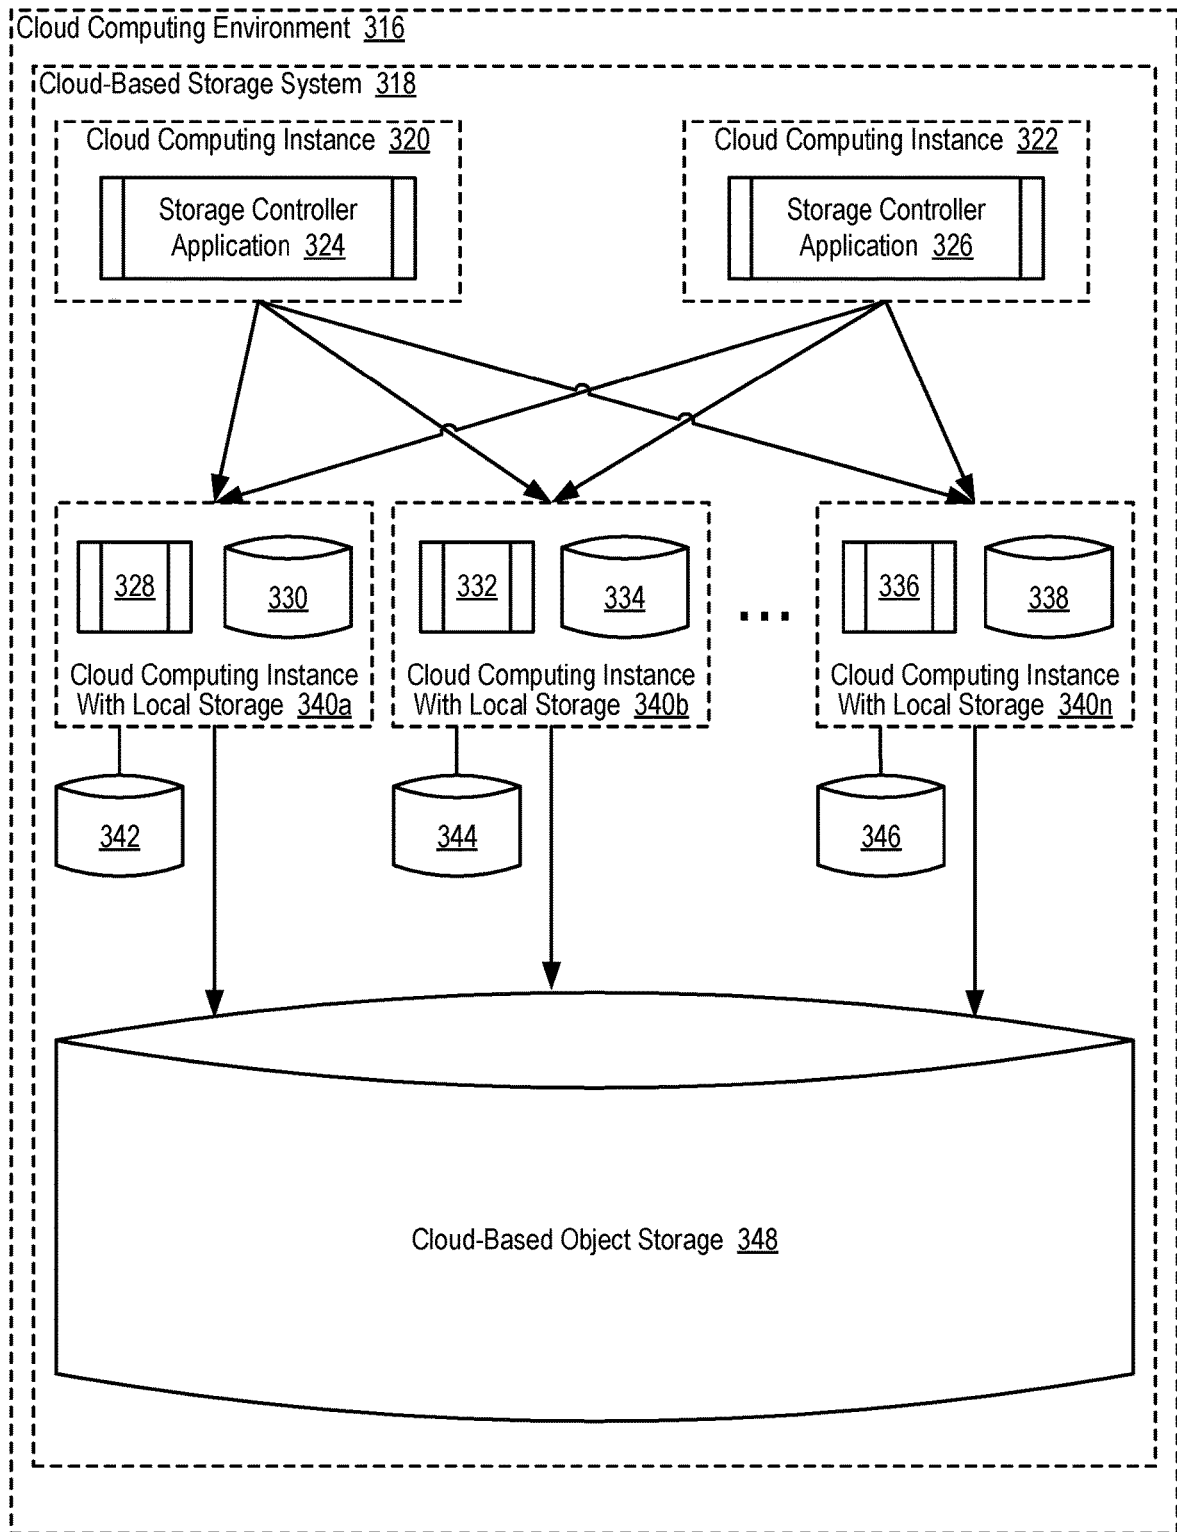 Cloud Computing Environment 316
Cloud-Based Storage System 318
Cloud Computing Instance 320
Storage Controller
Application 324
Cloud Computing Instance 322
Storage Controller
Application 326
328
330
Cloud Computing Instance
With Local Storage 340a
332
334
Cloud Computing Instance
With Local Storage 340b
...
336
338
Cloud Computing Instance
With Local Storage 340n
342
344
346
Cloud-Based Object Storage 348